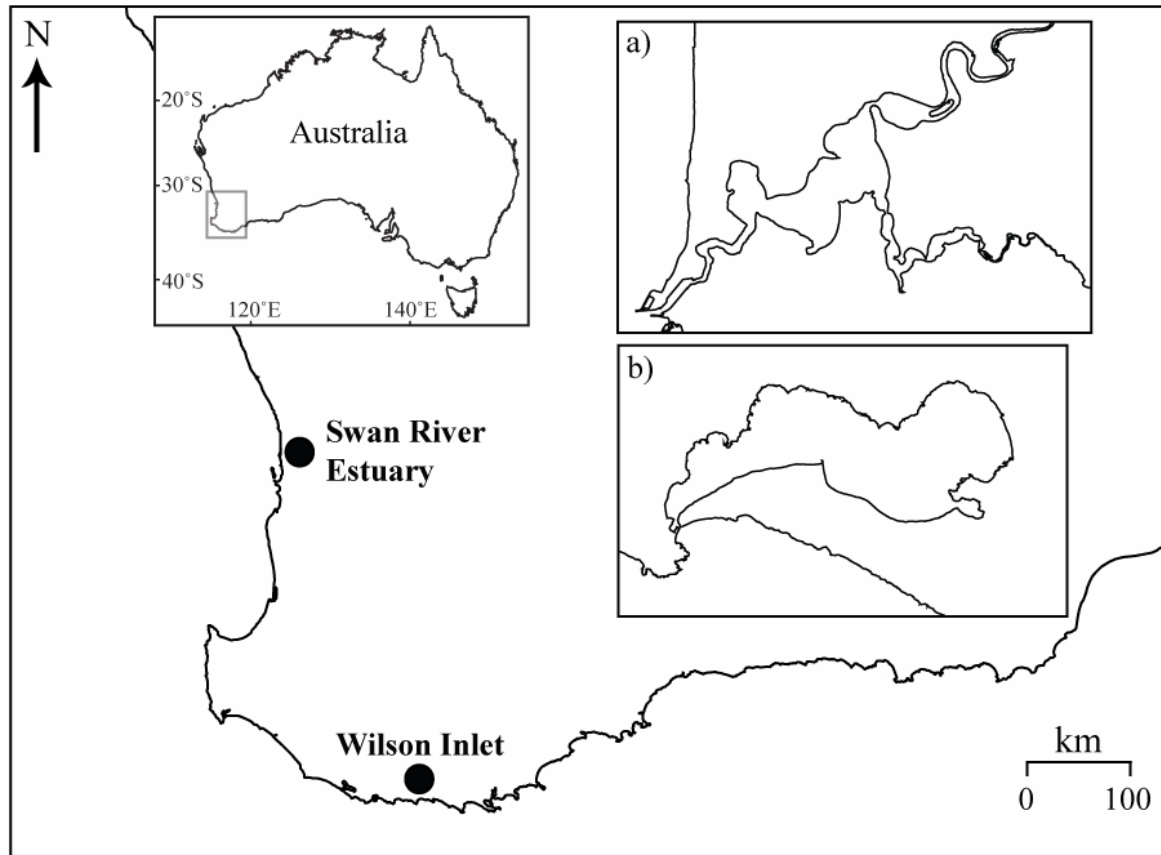 N
Australia
20°S
30°S
40°S
120°E
140°E
a)
b)
Swan River
Estuary
Wilson Inlet
km
0 100